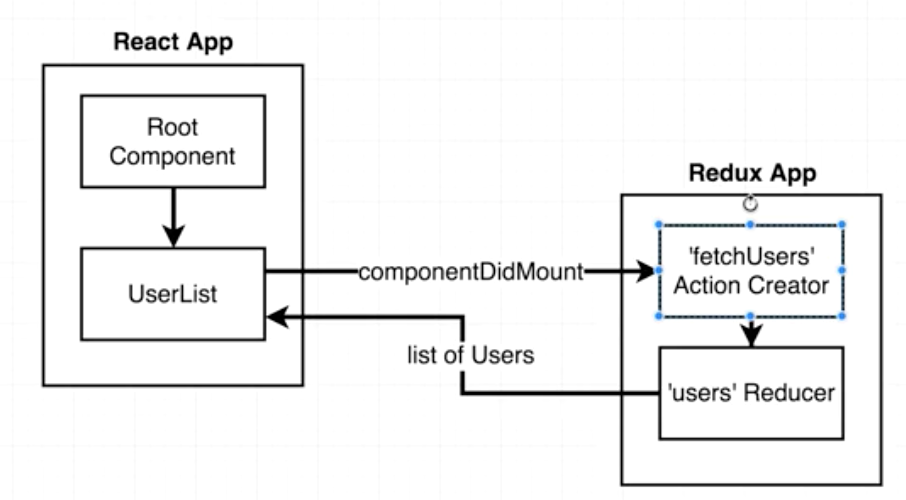 React App
Root
Component
UserList
componentDidMount
list of Users
Redux App
'fetchUsers'
Action Creator
'users' Reducer